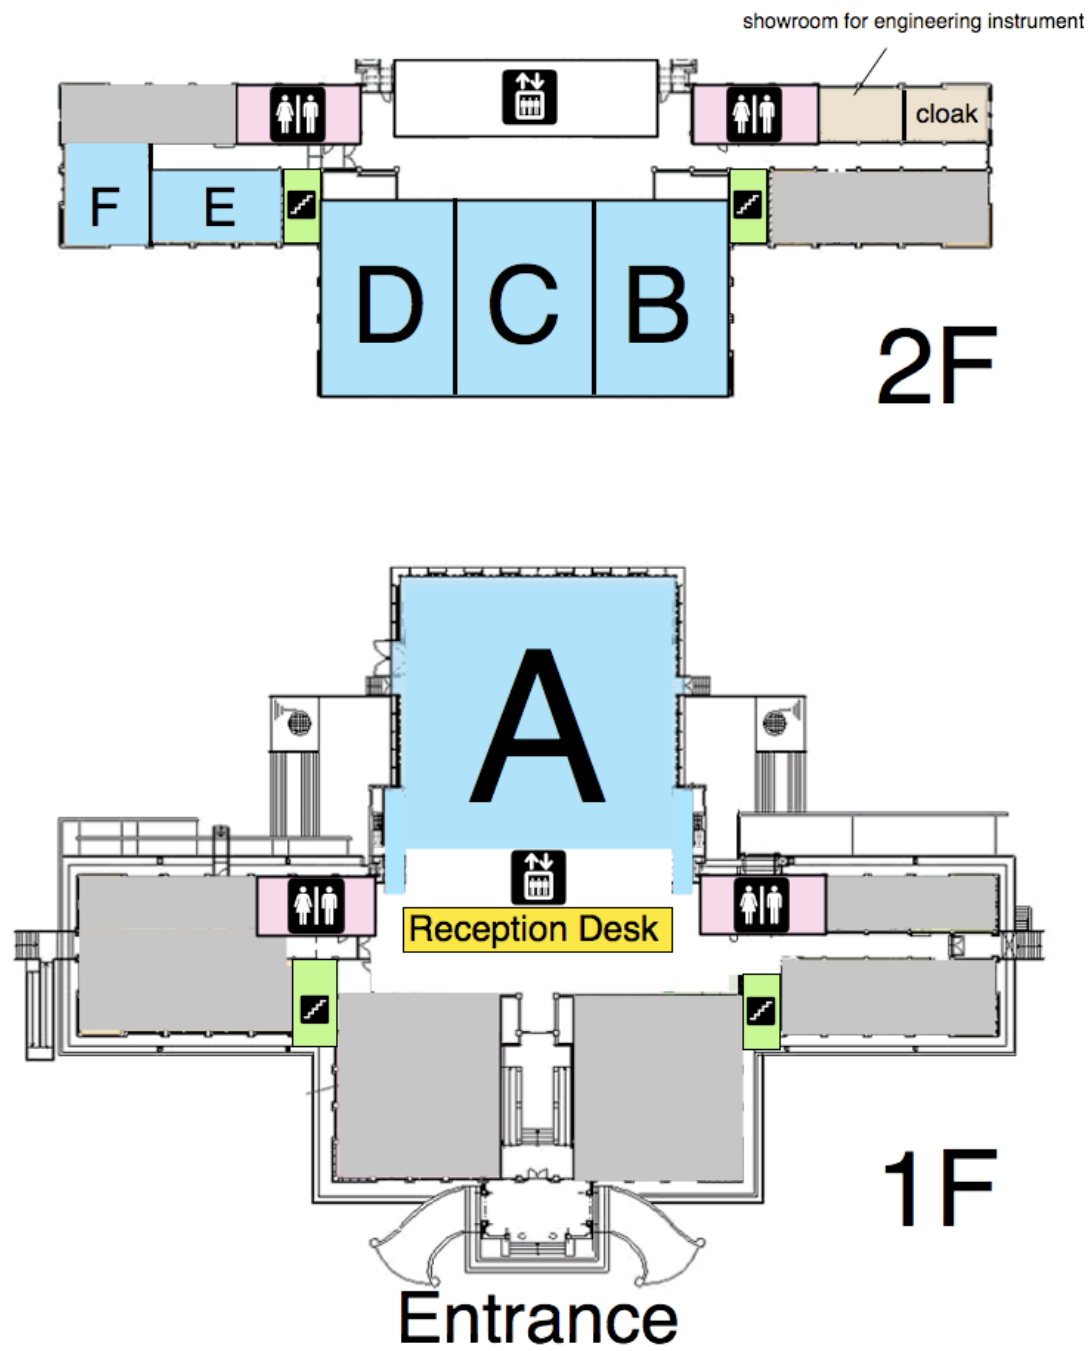 showroom for engineering instrument
cloak
F
E
D
C
B
2F
A
Reception Desk
1F
Entrance